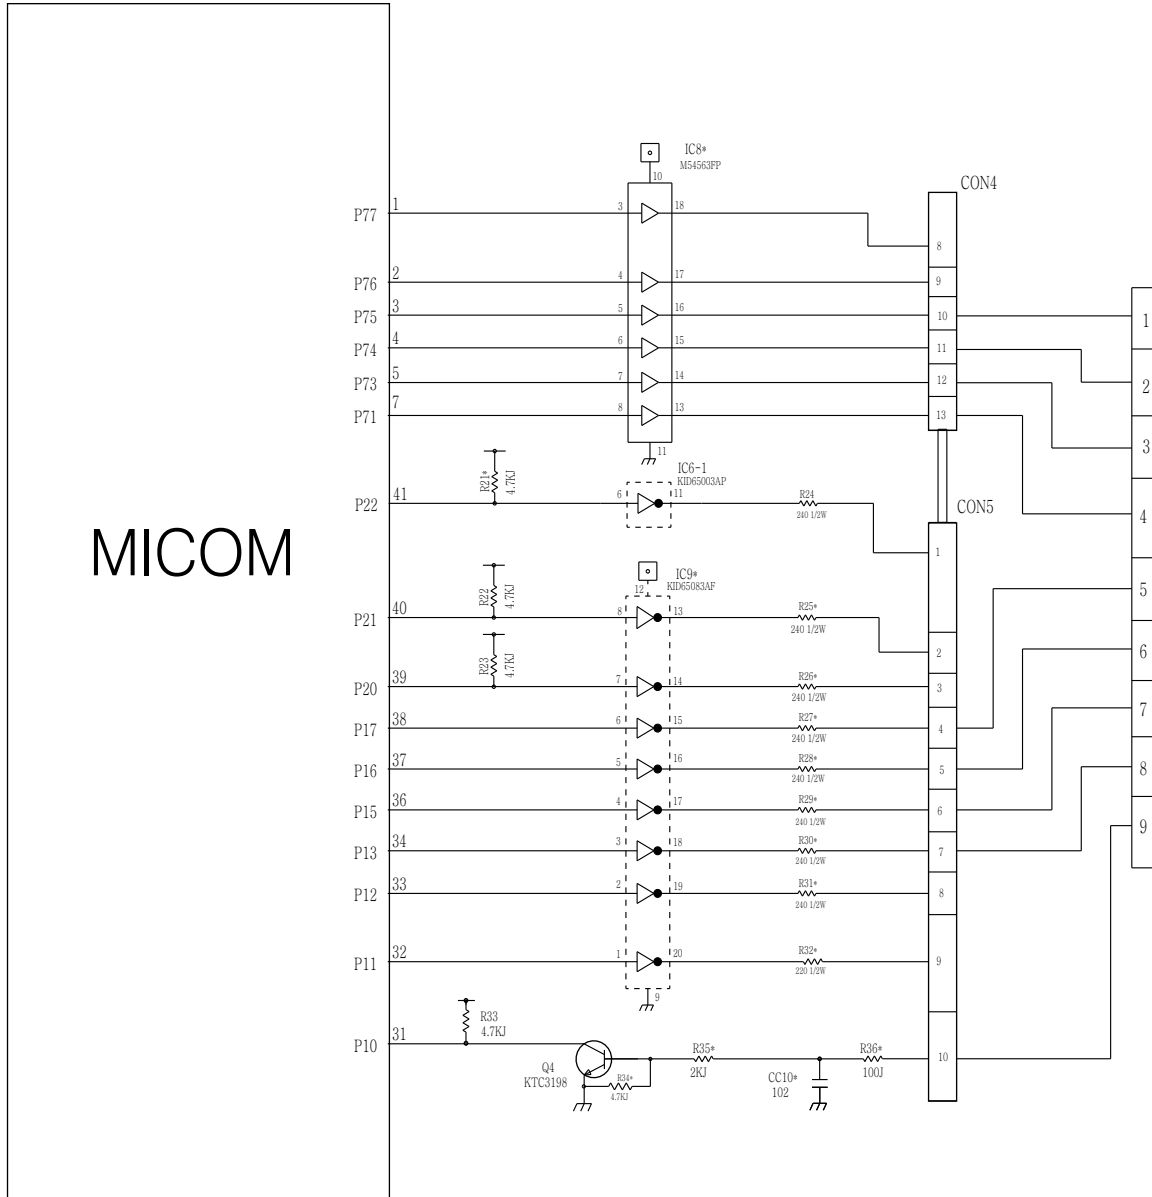 IC8*
M54563FP
10
CON4
P77 1 3 18
8
P76 2 4 17 9
P75 3 5 16 10 1
P74 4 6 15 11 2
P73 5 7 14 12 3
P71 7 8 13 13 4
11
R21*
4.7KJ
IC6-1
KID65003AP
P22 41 6 11 R24
240 1/2W
CON5
1
MICOM
R22
4.7KJ
IC9*
KID65083AF
12
5
P21 40 8 13 R25*
240 1/2W
2 6
R23
4.7KJ
P20 39 7 14 R26*
240 1/2W
3 7
P17 38 6 15 R27*
240 1/2W
4
P16 37 5 16 R28*
240 1/2W
5 8
P15 36 4 17 R29*
240 1/2W
6 9
P13 34 3 18 R30*
240 1/2W
7
P12 33 2 19 R31*
240 1/2W
8
P11 32 1 20 R32*
220 1/2W
9
9
R33
4.7KJ
P10 31
Q4
KTC3198
R34*
4.7KJ
R35*
2KJ
CC10*
102
R36*
100J
10